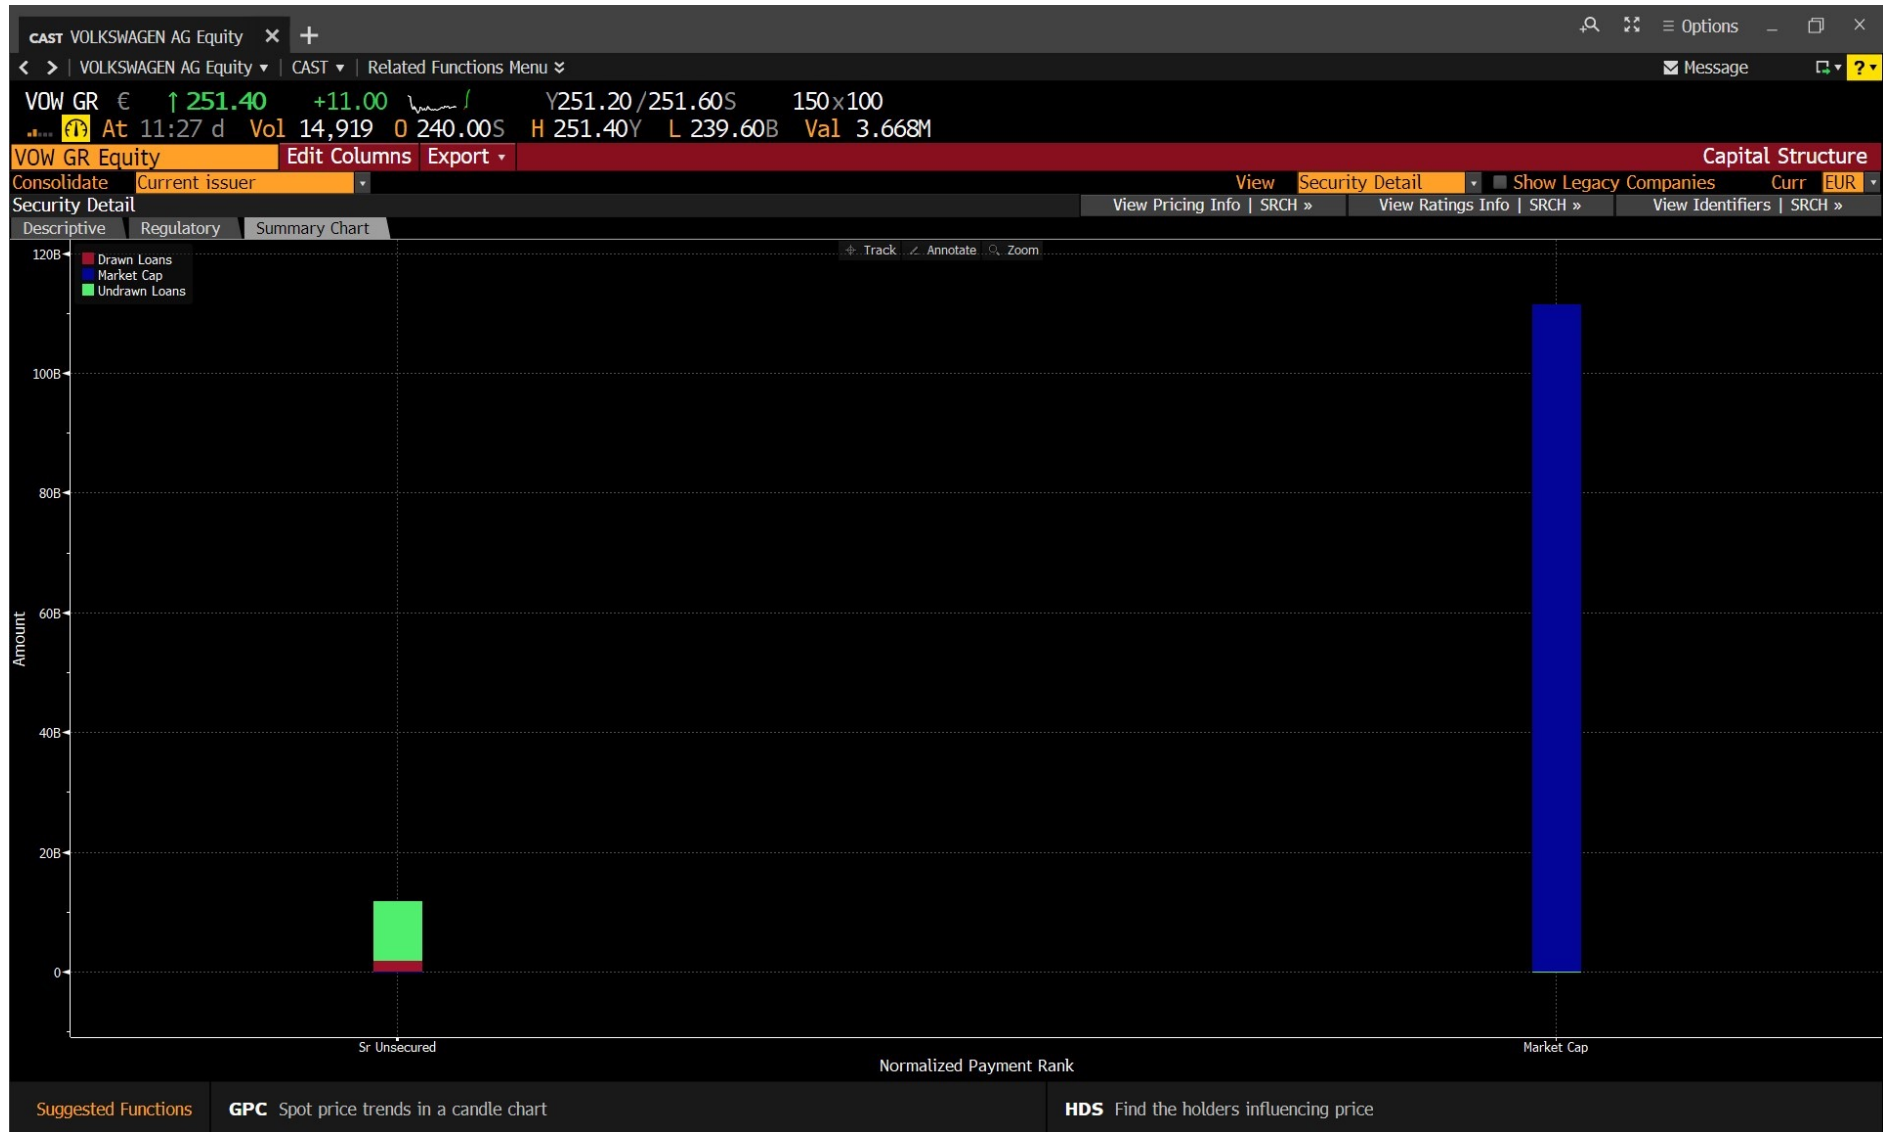 CAST VOLKSWAGEN AG Equity × +
Options
VOLKSWAGEN AG Equity CAST Related Functions Menu
Message ?
VOW GR € ↑ 251.40 +11.00 Y251.20/251.60S 150x100
At 11:27 d Vol 14,919 O 240.00S H 251.40Y L 239.60B Val 3.668M
VOW GR Equity Edit Columns Export Capital Structure
Consolidate Current issuer View Security Detail Show Legacy Companies Curr EUR
Security Detail View Pricing Info | SRCH » View Ratings Info | SRCH » View Identifiers | SRCH »
Descriptive Regulatory Summary Chart
Track Annotate Zoom
Drawn Loans
Market Cap
Undrawn Loans
120B
100B
80B
60B
40B
20B
0
Amount
Sr Unsecured Market Cap
Normalized Payment Rank
Suggested Functions GPC Spot price trends in a candle chart HDS Find the holders influencing price